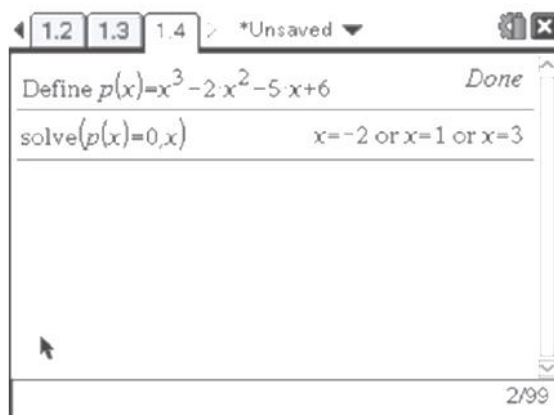 1.2 1.3 1.4 *Unsaved
Define p(x)=x³-2·x²-5·x+6 Done
solve(p(x)=0,x) x=-2 or x=1 or x=3
2/99